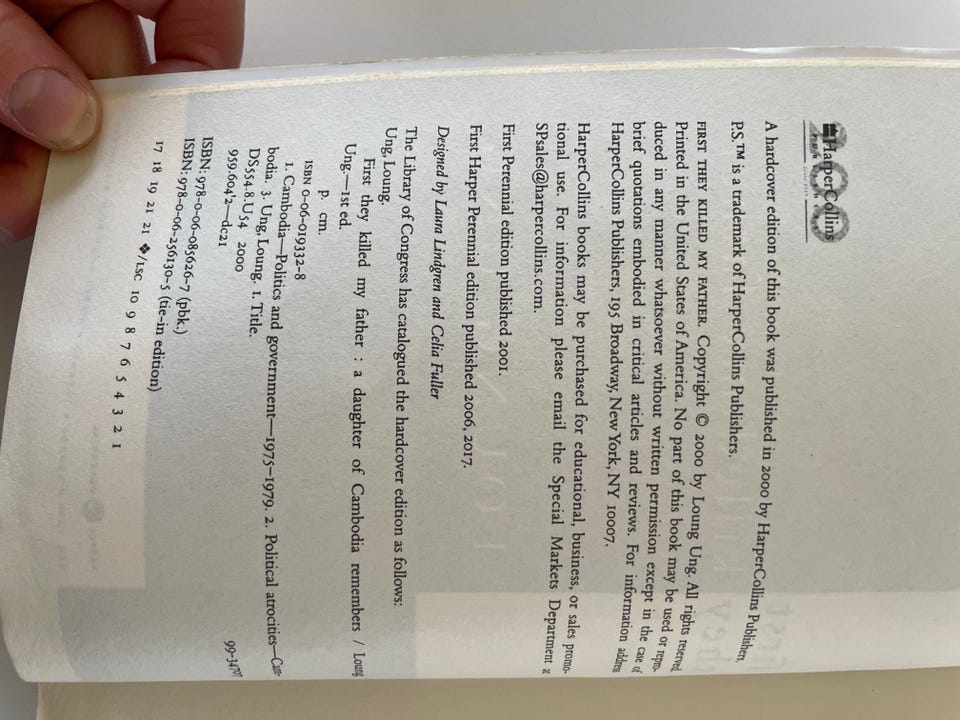 HarperCollins
A hardcover edition of this book was published in 2000 by HarperCollins Publishers.
P.S.™ is a trademark of HarperCollins Publishers.
FIRST THEY KILLED MY FATHER. Copyright © 2000 by Loung Ung. All rights reserved.
Printed in the United States of America. No part of this book may be used or repro-
duced in any manner whatsoever without written permission except in the case of
brief quotations embodied in critical articles and reviews. For information address
HarperCollins Publishers, 195 Broadway, New York, NY 10007.
HarperCollins books may be purchased for educational, business, or sales promo-
tional use. For information please email the Special Markets Department at
SPsales@harpercollins.com.
First Perennial edition published 2001.
First Harper Perennial edition published 2006, 2017.
Designed by Laura Lindgren and Celia Fuller
The Library of Congress has catalogued the hardcover edition as follows:
Ung, Loung.
First they killed my father : a daughter of Cambodia remembers / Loung
Ung.—1st ed.
p. cm.
ISBN 0-06-019332-8
1. Cambodia—Politics and government—1975–1979. 2. Political atrocities—Cam-
bodia. 3. Ung, Loung. I. Title.
DS554.8.U54 2000
959.604'2—dc21
99-34707
ISBN: 978-0-06-085626-7 (pbk.)
ISBN: 978-0-06-256130-5 (tie-in edition)
17 18 19 21 21 ❖/LSC 10 9 8 7 6 5 4 3 2 1